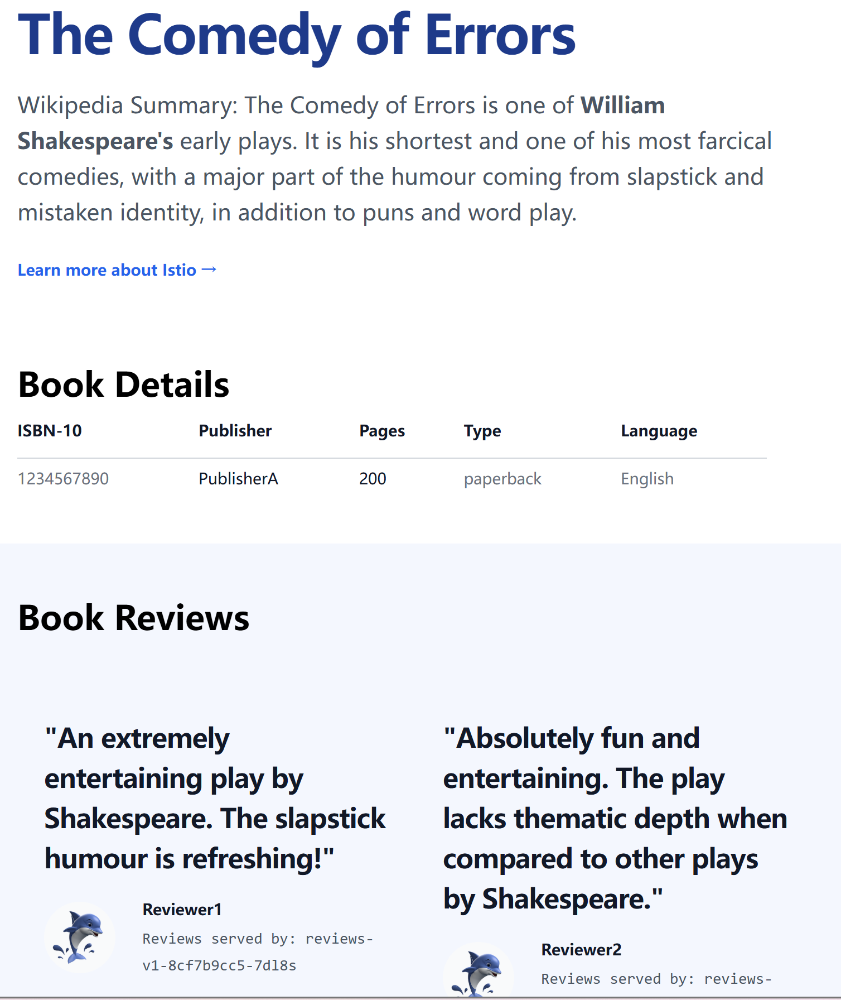 The Comedy of Errors
Wikipedia Summary: The Comedy of Errors is one of William
Shakespeare's early plays. It is his shortest and one of his most farcical
comedies, with a major part of the humour coming from slapstick and
mistaken identity, in addition to puns and word play.
Learn more about Istio →
Book Details
ISBN-10 Publisher Pages Type Language
1234567890 PublisherA 200 paperback English
Book Reviews
"An extremely
entertaining play by
Shakespeare. The slapstick
humour is refreshing!"
Reviewer1
Reviews served by: reviews-
v1-8cf7b9cc5-7dl8s
"Absolutely fun and
entertaining. The play
lacks thematic depth when
compared to other plays
by Shakespeare."
Reviewer2
Reviews served by: reviews-